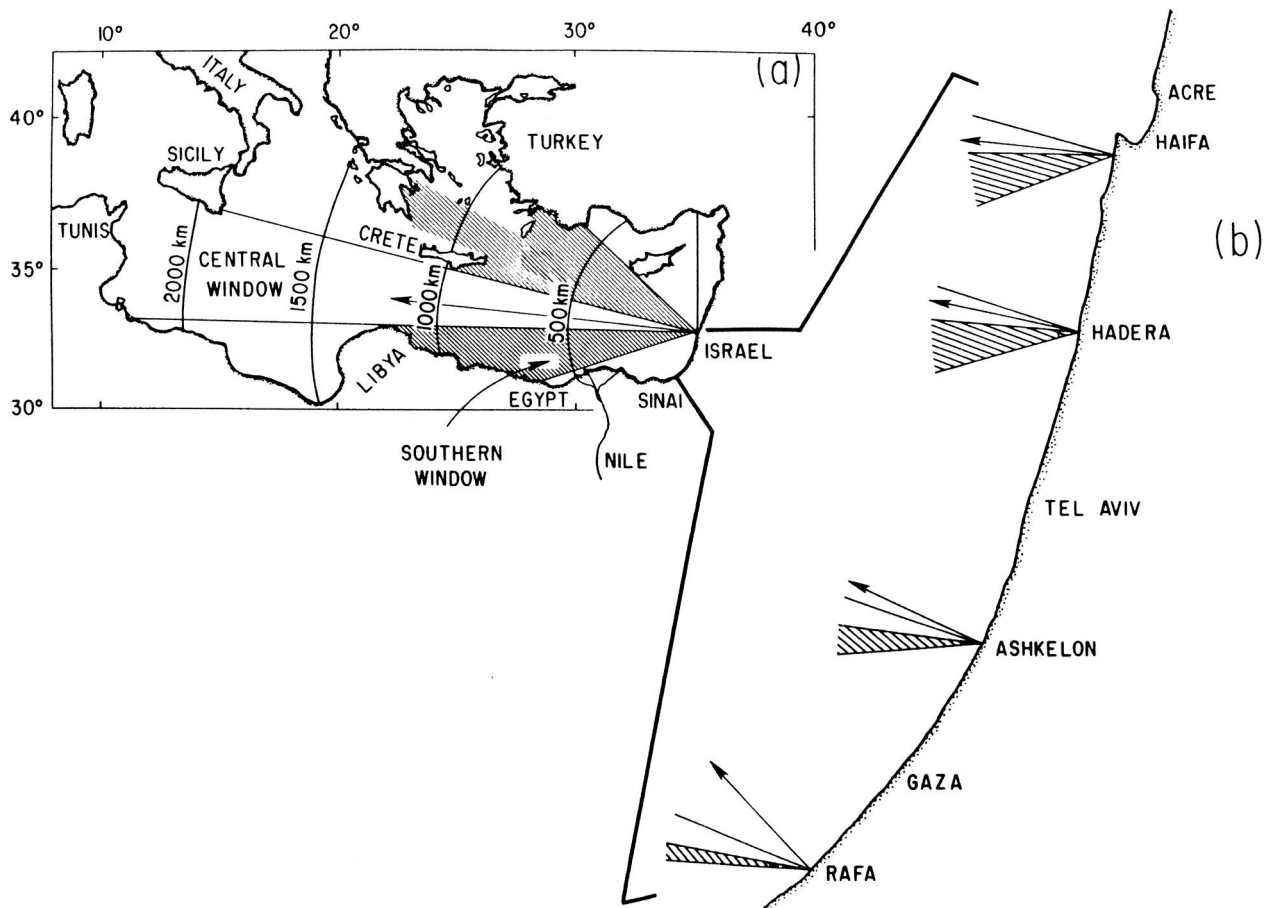 10°
20°
30°
40°
(a)
ITALY
40°
SICILY
TURKEY
TUNIS
CRETE
2000 km
CENTRAL
WINDOW
1500 km
35°
1000 km
500 km
ISRAEL
LIBYA
30°
EGYPT
SINAI
SOUTHERN
WINDOW
NILE
ACRE
HAIFA
(b)
HADERA
TEL AVIV
ASHKELON
GAZA
RAFA